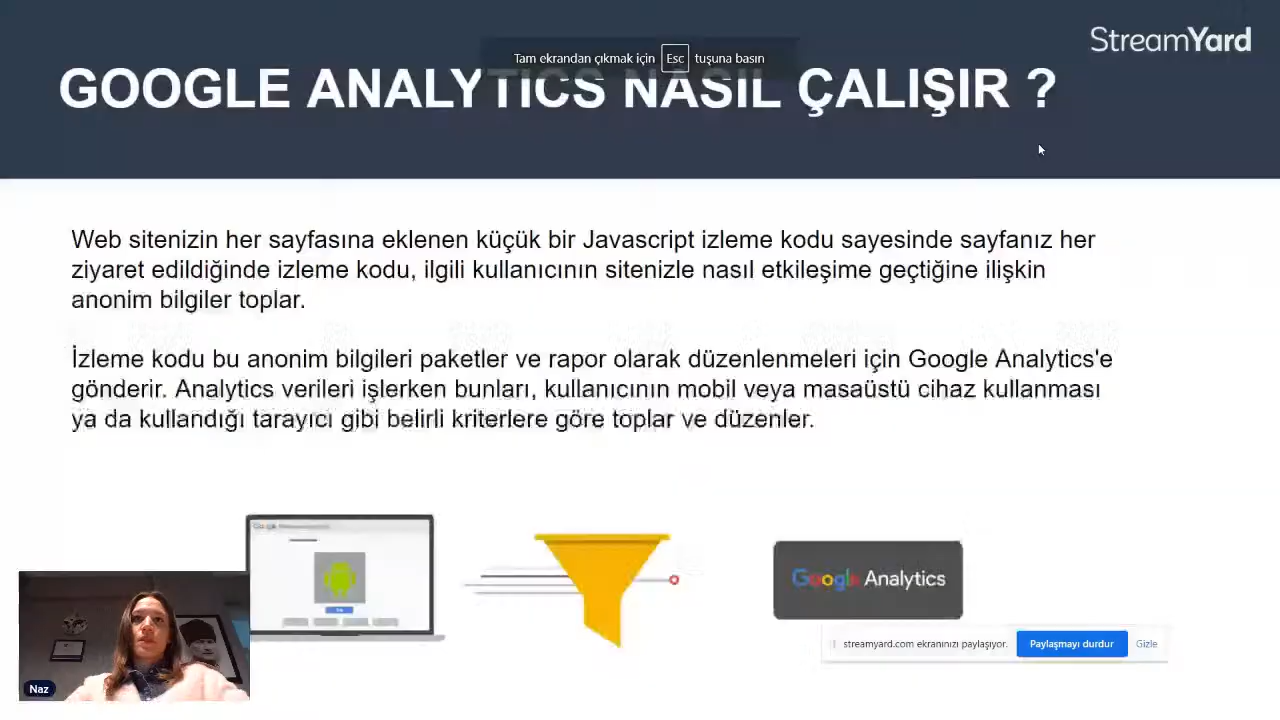 StreamYard
Tam ekrandan çıkmak için Esc tuşuna basın
GOOGLE ANALYTICS NASIL ÇALIŞIR ?
Web sitenizin her sayfasına eklenen küçük bir Javascript izleme kodu sayesinde sayfanız her
ziyaret edildiğinde izleme kodu, ilgili kullanıcının sitenizle nasıl etkileşime geçtiğine ilişkin
anonim bilgiler toplar.
İzleme kodu bu anonim bilgileri paketler ve rapor olarak düzenlenmeleri için Google Analytics'e
gönderir. Analytics verileri işlerken bunları, kullanıcının mobil veya masaüstü cihaz kullanması
ya da kullandığı tarayıcı gibi belirli kriterlere göre toplar ve düzenler.
Google
Google Analytics
streamyard.com ekranınızı paylaşıyor. Paylaşmayı durdur Gizle
Naz